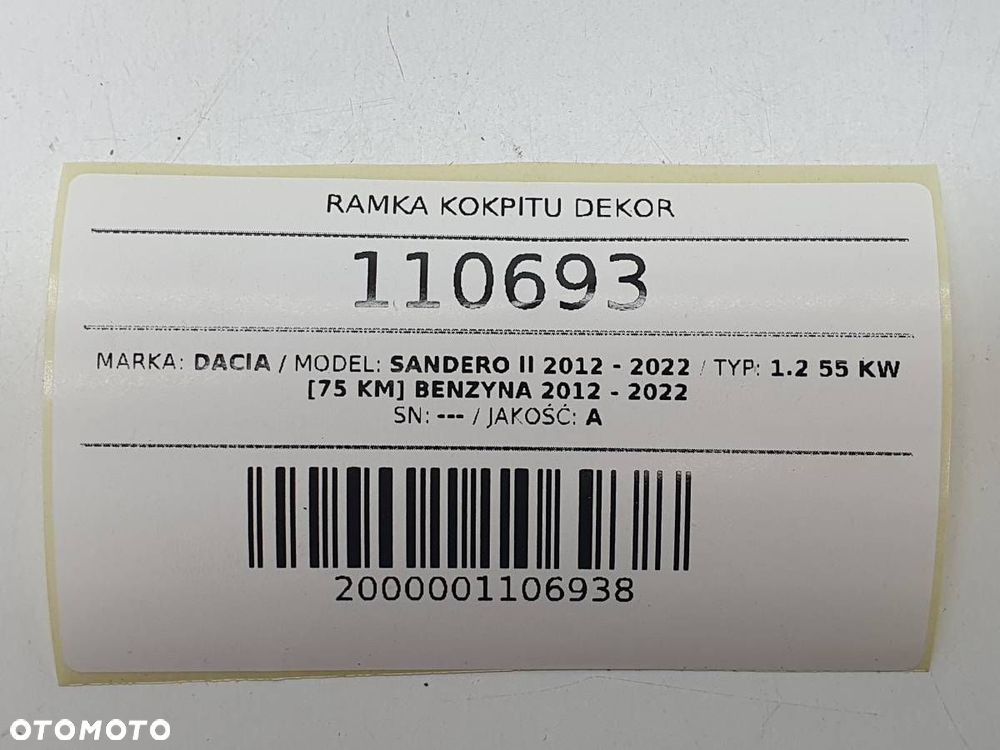 RAMKA KOKPITU DEKOR
110693
MARKA: DACIA / MODEL: SANDERO II 2012 - 2022 / TYP: 1.2 55 KW
[75 KM] BENZYNA 2012 - 2022
SN: --- / JAKOŚĆ: A
2000001106938
OTOMOTO